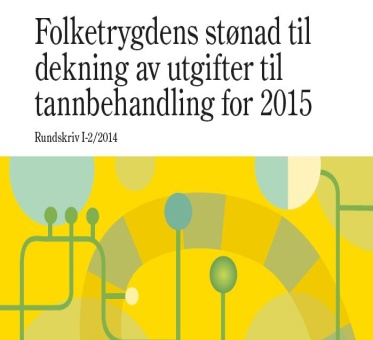 Folketrygdens stønad til
dekning av utgifter til
tannbehandling for 2015
Rundskriv I-2/2014